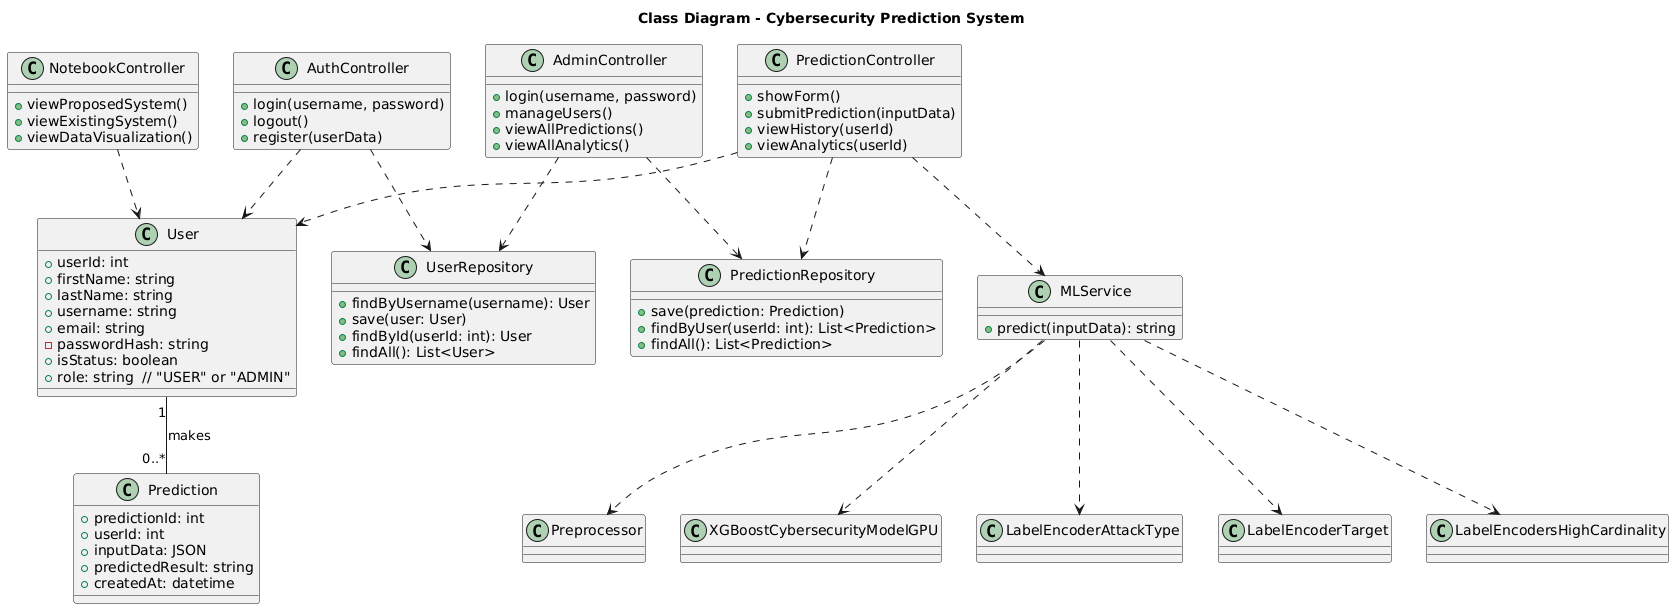 Class Diagram - Cybersecurity Prediction System
C NotebookController
viewProposedSystem()
viewExistingSystem()
viewDataVisualization()
C AuthController
login(username, password)
logout()
register(userData)
C AdminController
login(username, password)
manageUsers()
viewAllPredictions()
viewAllAnalytics()
C PredictionController
showForm()
submitPrediction(inputData)
viewHistory(userId)
viewAnalytics(userId)
C User
userId: int
firstName: string
lastName: string
username: string
email: string
passwordHash: string
isStatus: boolean
role: string // "USER" or "ADMIN"
C UserRepository
findByUsername(username): User
save(user: User)
findById(userId: int): User
findAll(): List<User>
C PredictionRepository
save(prediction: Prediction)
findByUser(userId: int): List<Prediction>
findAll(): List<Prediction>
C MLService
predict(inputData): string
1
makes
0..*
C Prediction
predictionId: int
userId: int
inputData: JSON
predictedResult: string
createdAt: datetime
C Preprocessor
C XGBoostCybersecurityModelGPU
C LabelEncoderAttackType
C LabelEncoderTarget
C LabelEncodersHighCardinality